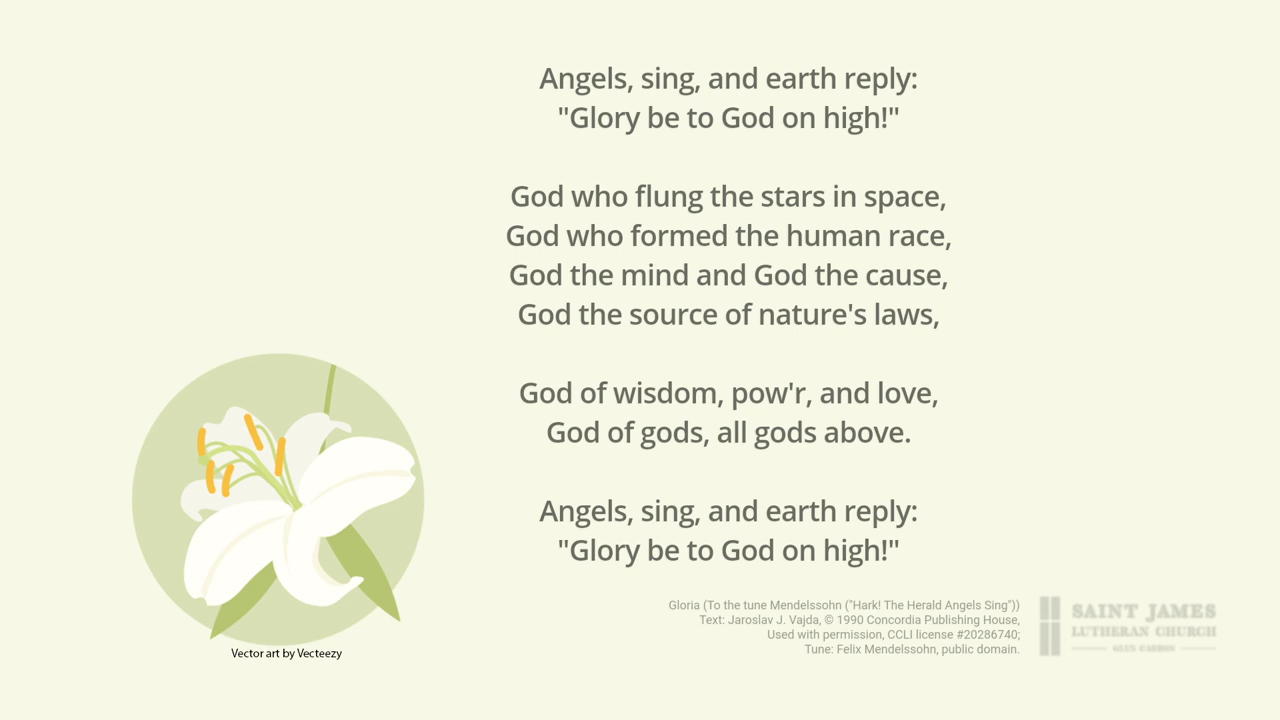 Angels, sing, and earth reply:
"Glory be to God on high!"
God who flung the stars in space,
God who formed the human race,
God the mind and God the cause,
God the source of nature's laws,
God of wisdom, pow'r, and love,
God of gods, all gods above.
Angels, sing, and earth reply:
"Glory be to God on high!"
Gloria (To the tune Mendelssohn ("Hark! The Herald Angels Sing"))
Text: Jaroslav J. Vajda, © 1990 Concordia Publishing House,
Used with permission, CCLI license #20286740;
Tune: Felix Mendelssohn, public domain.
SAINT JAMES
LUTHERAN CHURCH
GLEN CARBON
Vector art by Vecteezy